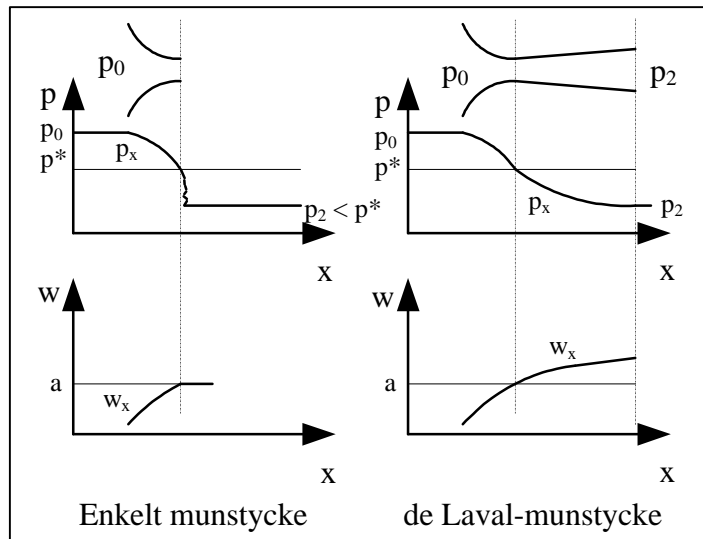 p0
p
p0
p*
px
p2 < p*
x
w
a
wx
x
Enkelt munstycke
p0
p2
p
p0
p*
px
p2
x
w
a
wx
x
de Laval-munstycke